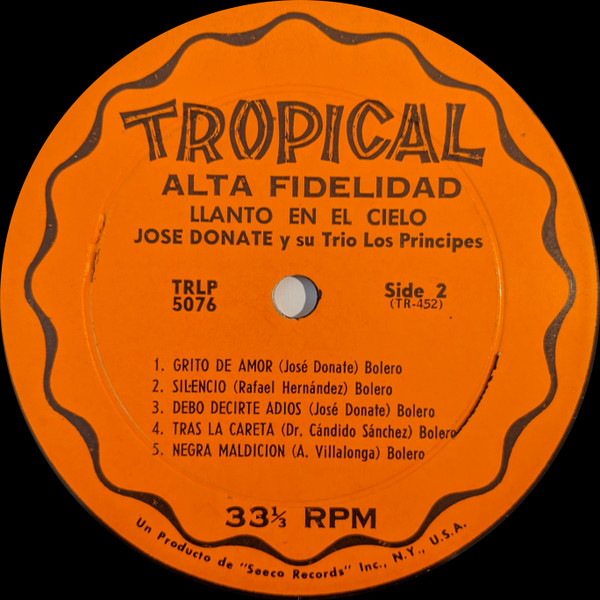 TROPICAL
ALTA FIDELIDAD
LLANTO EN EL CIELO
JOSE DONATE y su Trio Los Principes
TRLP
5076
Side 2
(TR-452)
1. GRITO DE AMOR (José Donate) Bolero
2. SILENCIO (Rafael Hernández) Bolero
3. DEBO DECIRTE ADIOS (José Donate) Bolero
4. TRAS LA CARETA (Dr. Cándido Sánchez) Bolero
5. NEGRA MALDICION (A. Villalonga) Bolero
33⅓ RPM
Un Producto de "Seeco Records" Inc., N.Y., U.S.A.